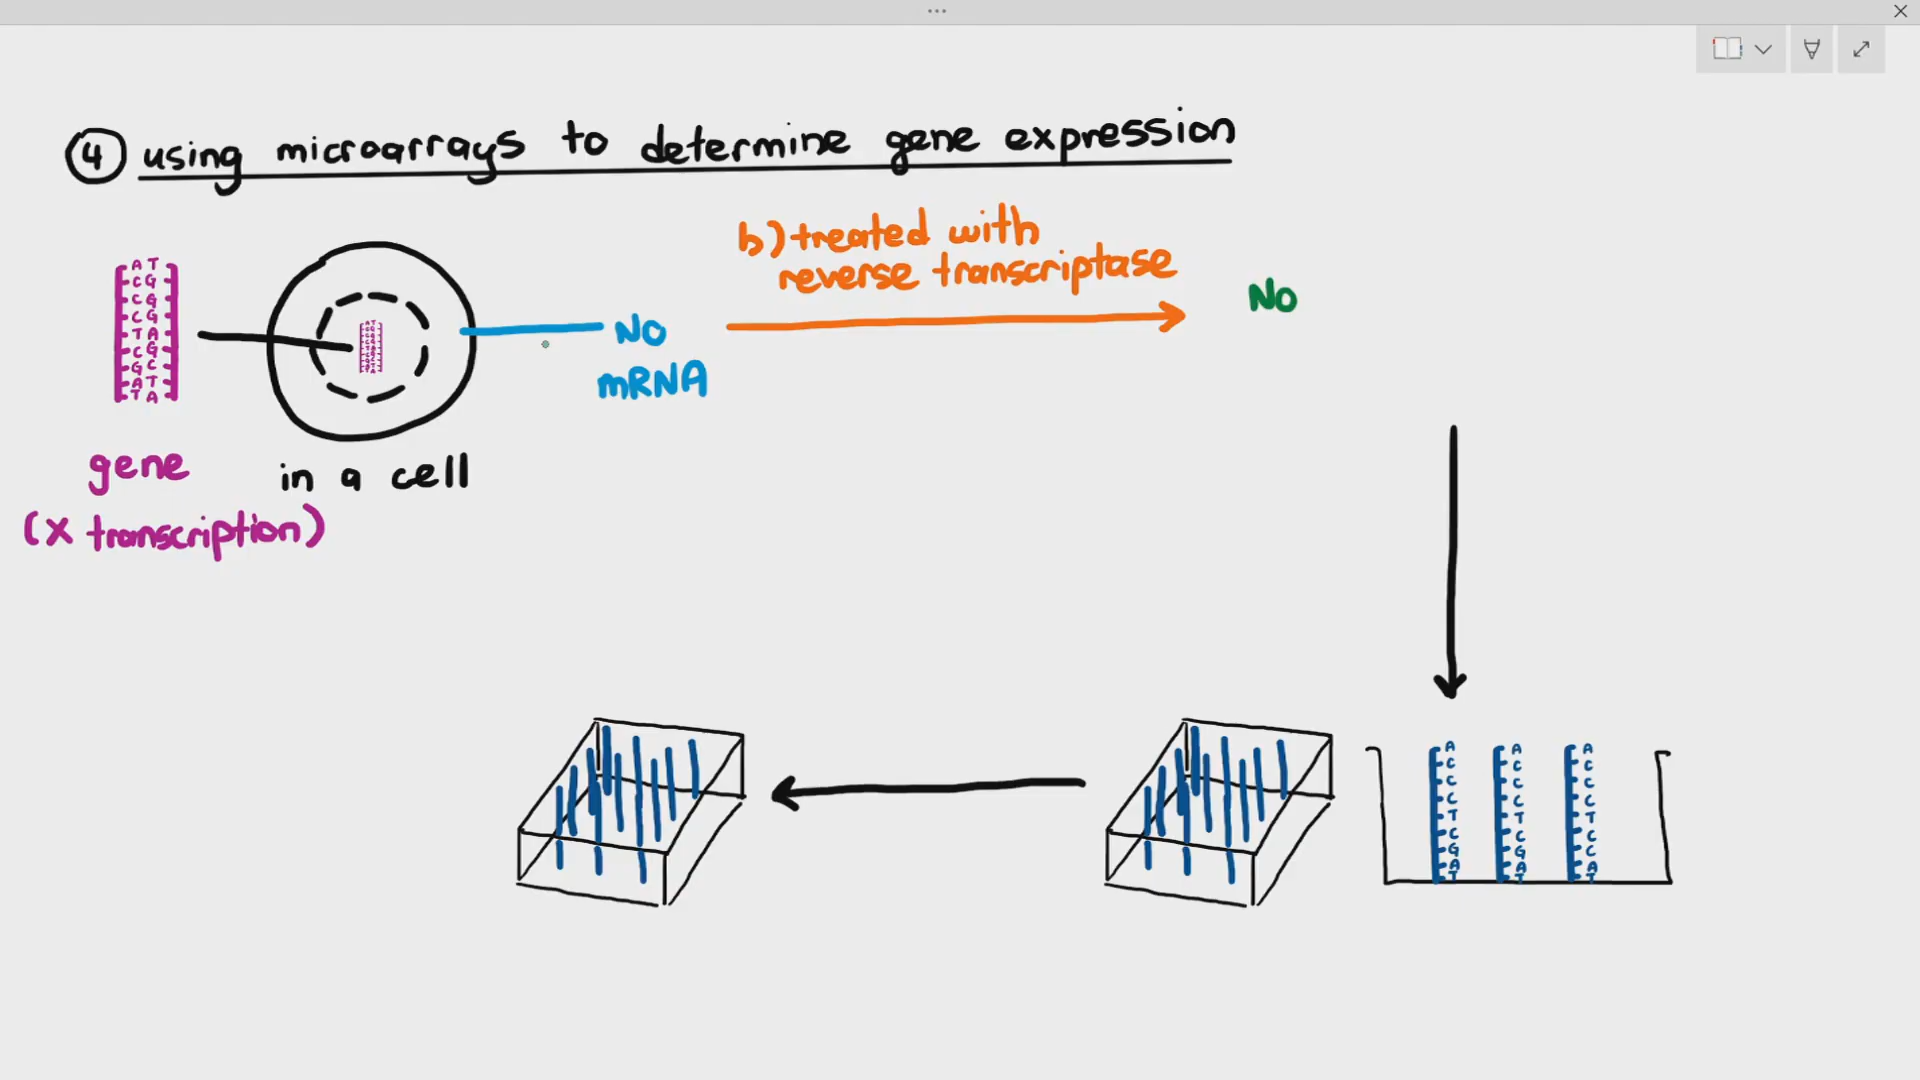 4 using microarrays to determine gene expression
b) treated with
reverse transcriptase
No
A T
C G
C G
C G
T A
C G
G C
A T
T A
No
mRNA
gene
in a cell
(X transcription)
A A A
C C C
C C C
C C C
T T T
C C C
G G C
A A A
T T T